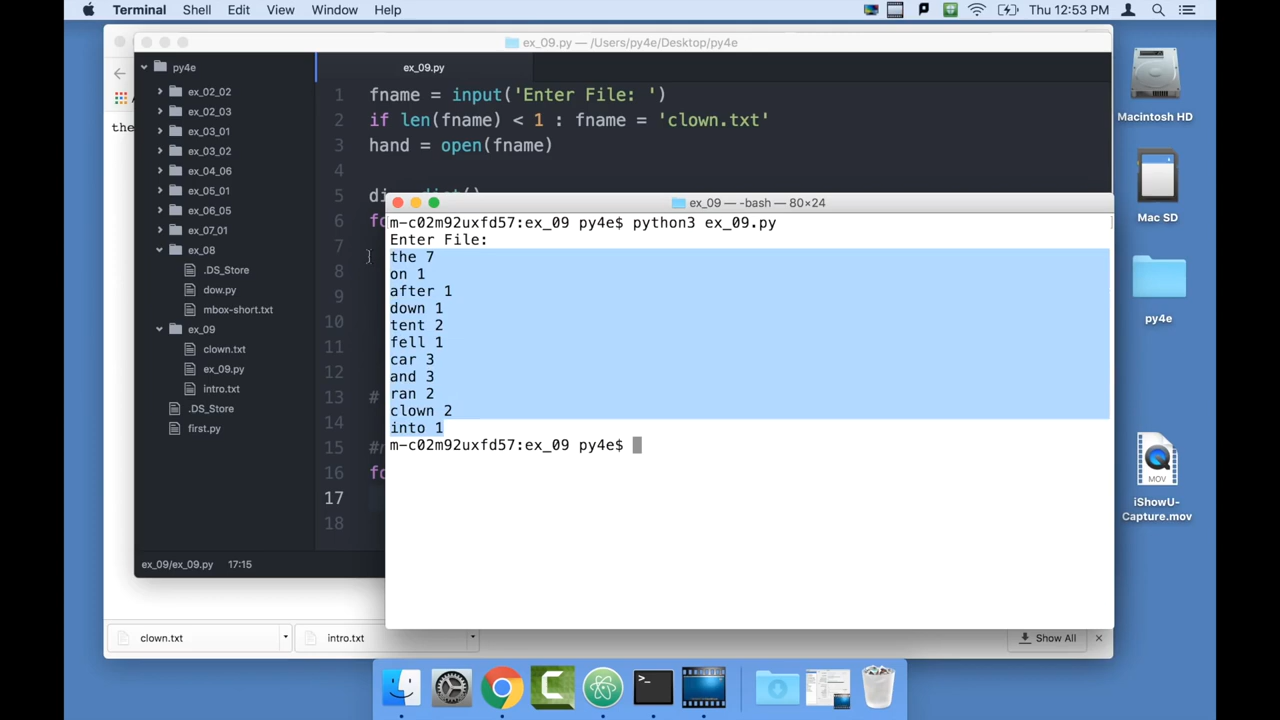 Terminal Shell Edit View Window Help Thu 12:53 PM
ex_09.py — /Users/py4e/Desktop/py4e
py4e
ex_02_02
ex_02_03
ex_03_01
ex_03_02
ex_04_06
ex_05_01
ex_06_05
ex_07_01
ex_08
.DS_Store
dow.py
mbox-short.txt
ex_09
clown.txt
ex_09.py
intro.txt
.DS_Store
first.py
ex_09/ex_09.py 17:15
the
ex_09.py
1 fname = input('Enter File: ')
2 if len(fname) < 1 : fname = 'clown.txt'
3 hand = open(fname)
4
5
6 fo
7
8
9
10
11
12
13 #
14
15 #n
16 fo
17
18
ex_09 — -bash — 80×24
m-c02m92uxfd57:ex_09 py4e$ python3 ex_09.py
Enter File:
the 7
on 1
after 1
down 1
tent 2
fell 1
car 3
and 3
ran 2
clown 2
into 1
m-c02m92uxfd57:ex_09 py4e$
clown.txt
intro.txt
Show All
Macintosh HD
Mac SD
py4e
MOV
iShowU-
Capture.mov